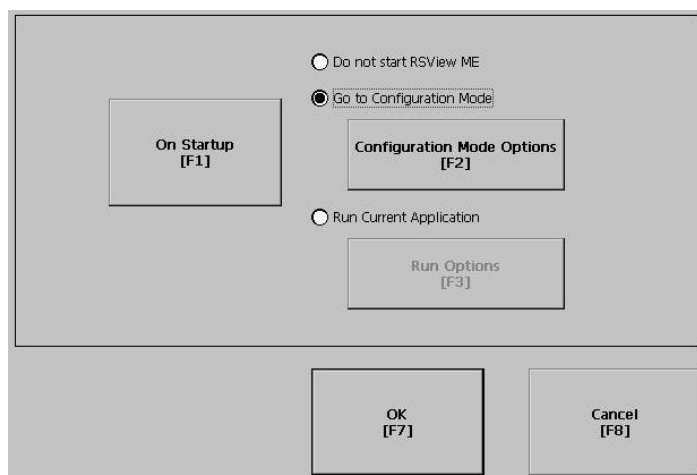 Do not start RSView ME
Go to Configuration Mode
On Startup
[F1]
Configuration Mode Options
[F2]
Run Current Application
Run Options
[F3]
OK
[F7]
Cancel
[F8]